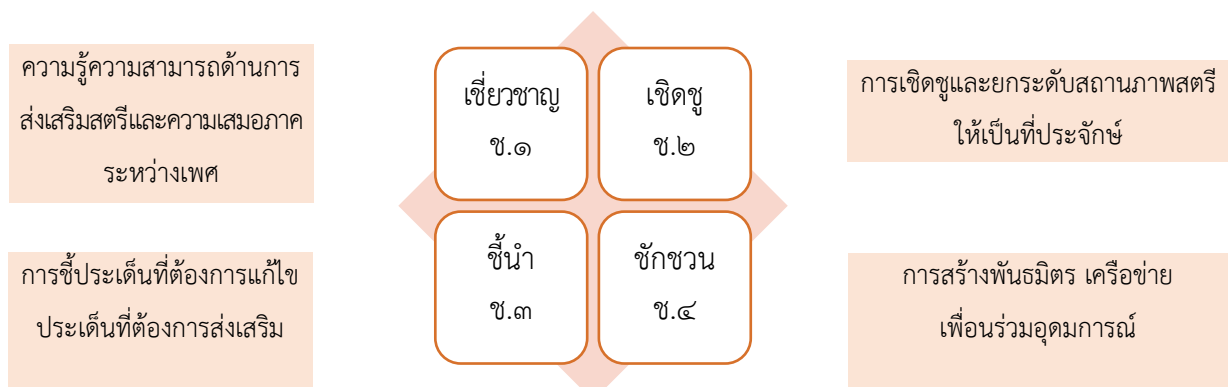 ความรู้ความสามารถด้านการ
ส่งเสริมสตรีและความเสมอภาค
ระหว่างเพศ
เชี่ยวชาญ
ช.๑
เชิดชู
ช.๒
การเชิดชูและยกระดับสถานภาพสตรี
ให้เป็นที่ประจักษ์
การชี้ประเด็นที่ต้องการแก้ไข
ประเด็นที่ต้องการส่งเสริม
ชี้นำ
ช.๓
ชักชวน
ช.๔
การสร้างพันธมิตร เครือข่าย
เพื่อนร่วมอุดมการณ์